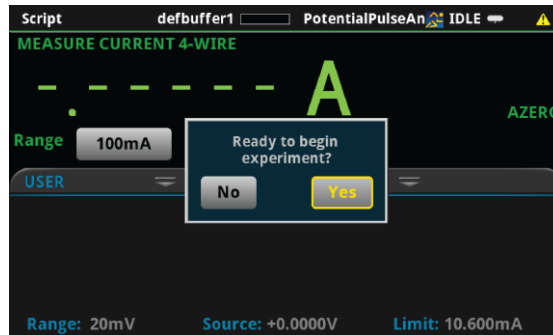 Script defbuffer1 PotentialPulseAn IDLE
MEASURE CURRENT 4-WIRE
-.----- A
AZERO
Range 100mA
Ready to begin
experiment?
No Yes
USER
Range: 20mV Source: +0.0000V Limit: 10.600mA